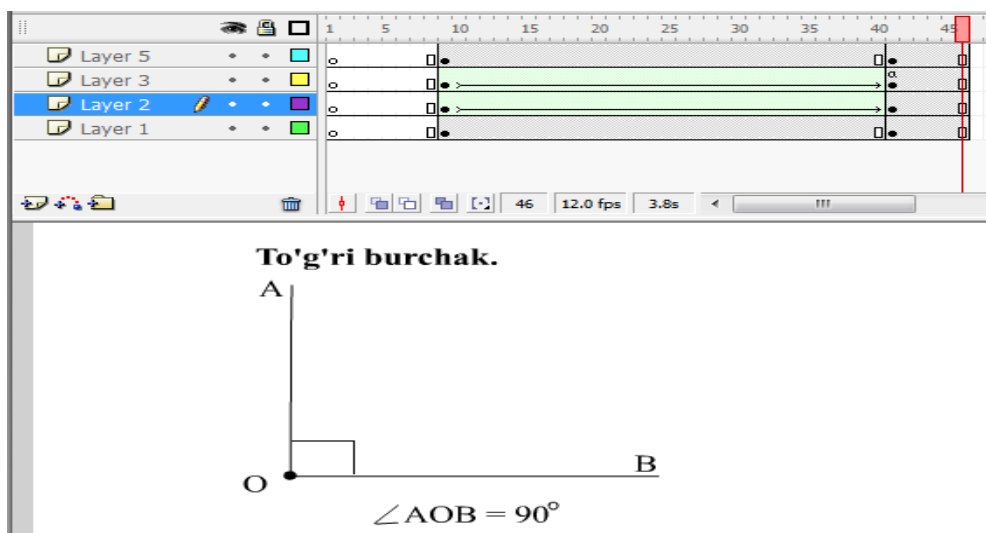 1 5 10 15 20 25 30 35 40 45
Layer 5
Layer 3
a
Layer 2
Layer 1
46 12.0 fps 3.8s
To'g'ri burchak.
A
B
O
∠AOB = 90°